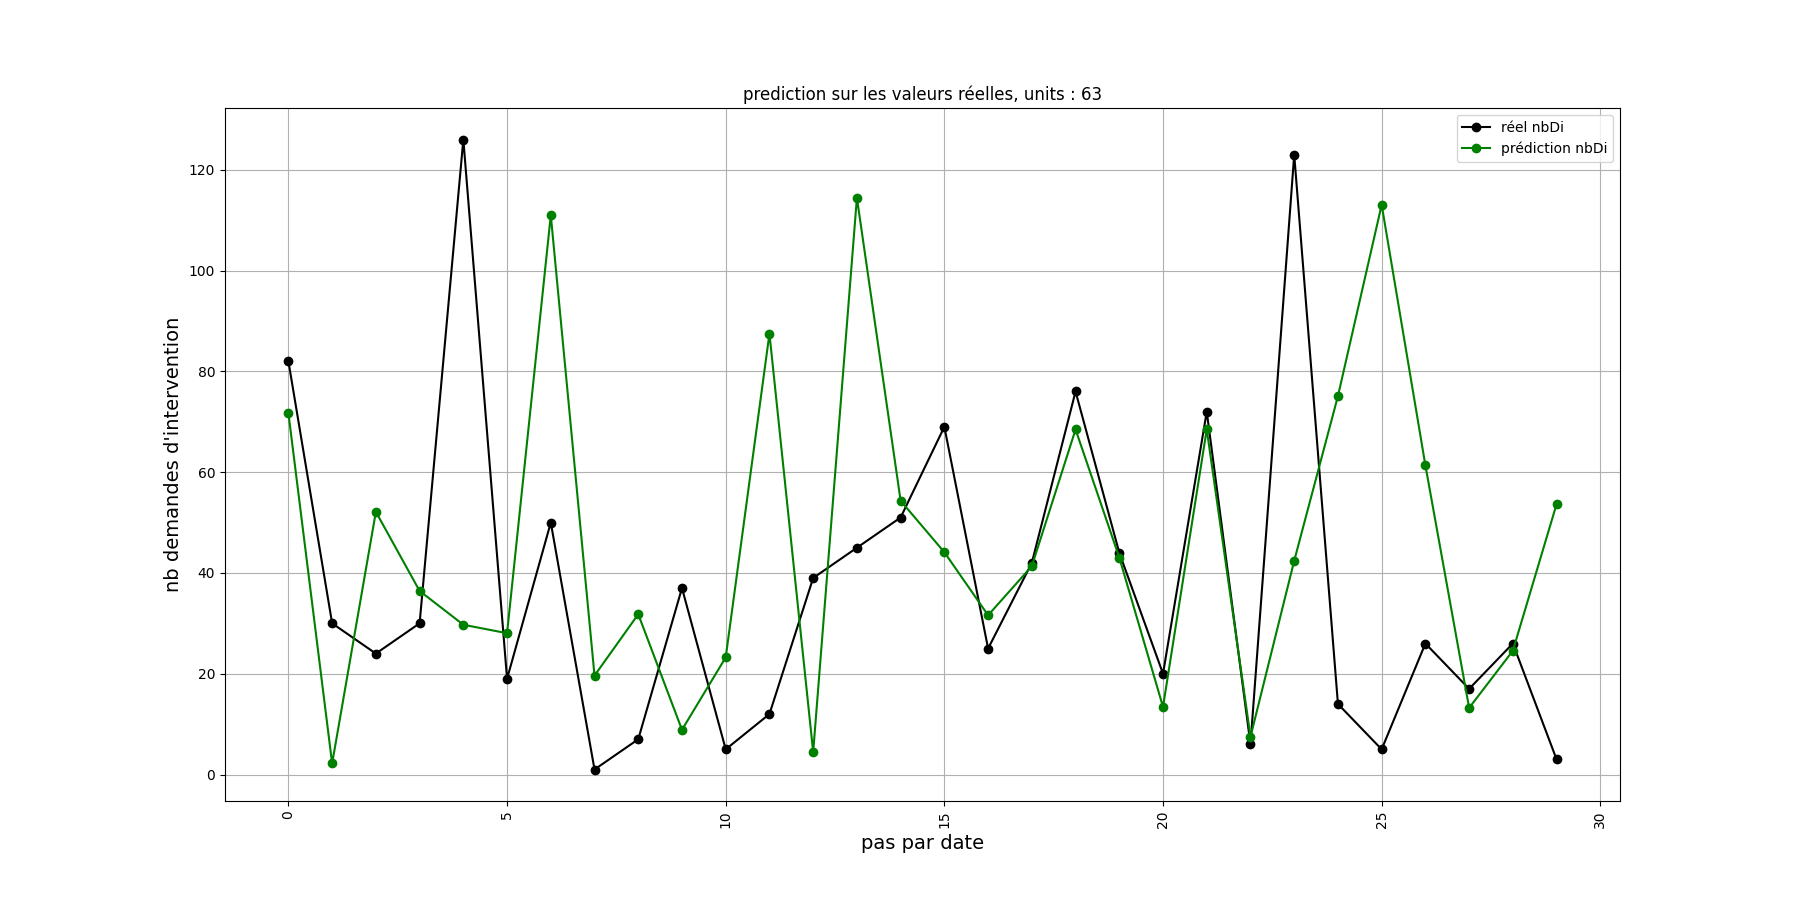 prediction sur les valeurs réelles, units : 63
réel nbDi
prédiction nbDi
nb demandes d'intervention
120
100
80
60
40
20
0
0
5
10
15
20
25
30
pas par date